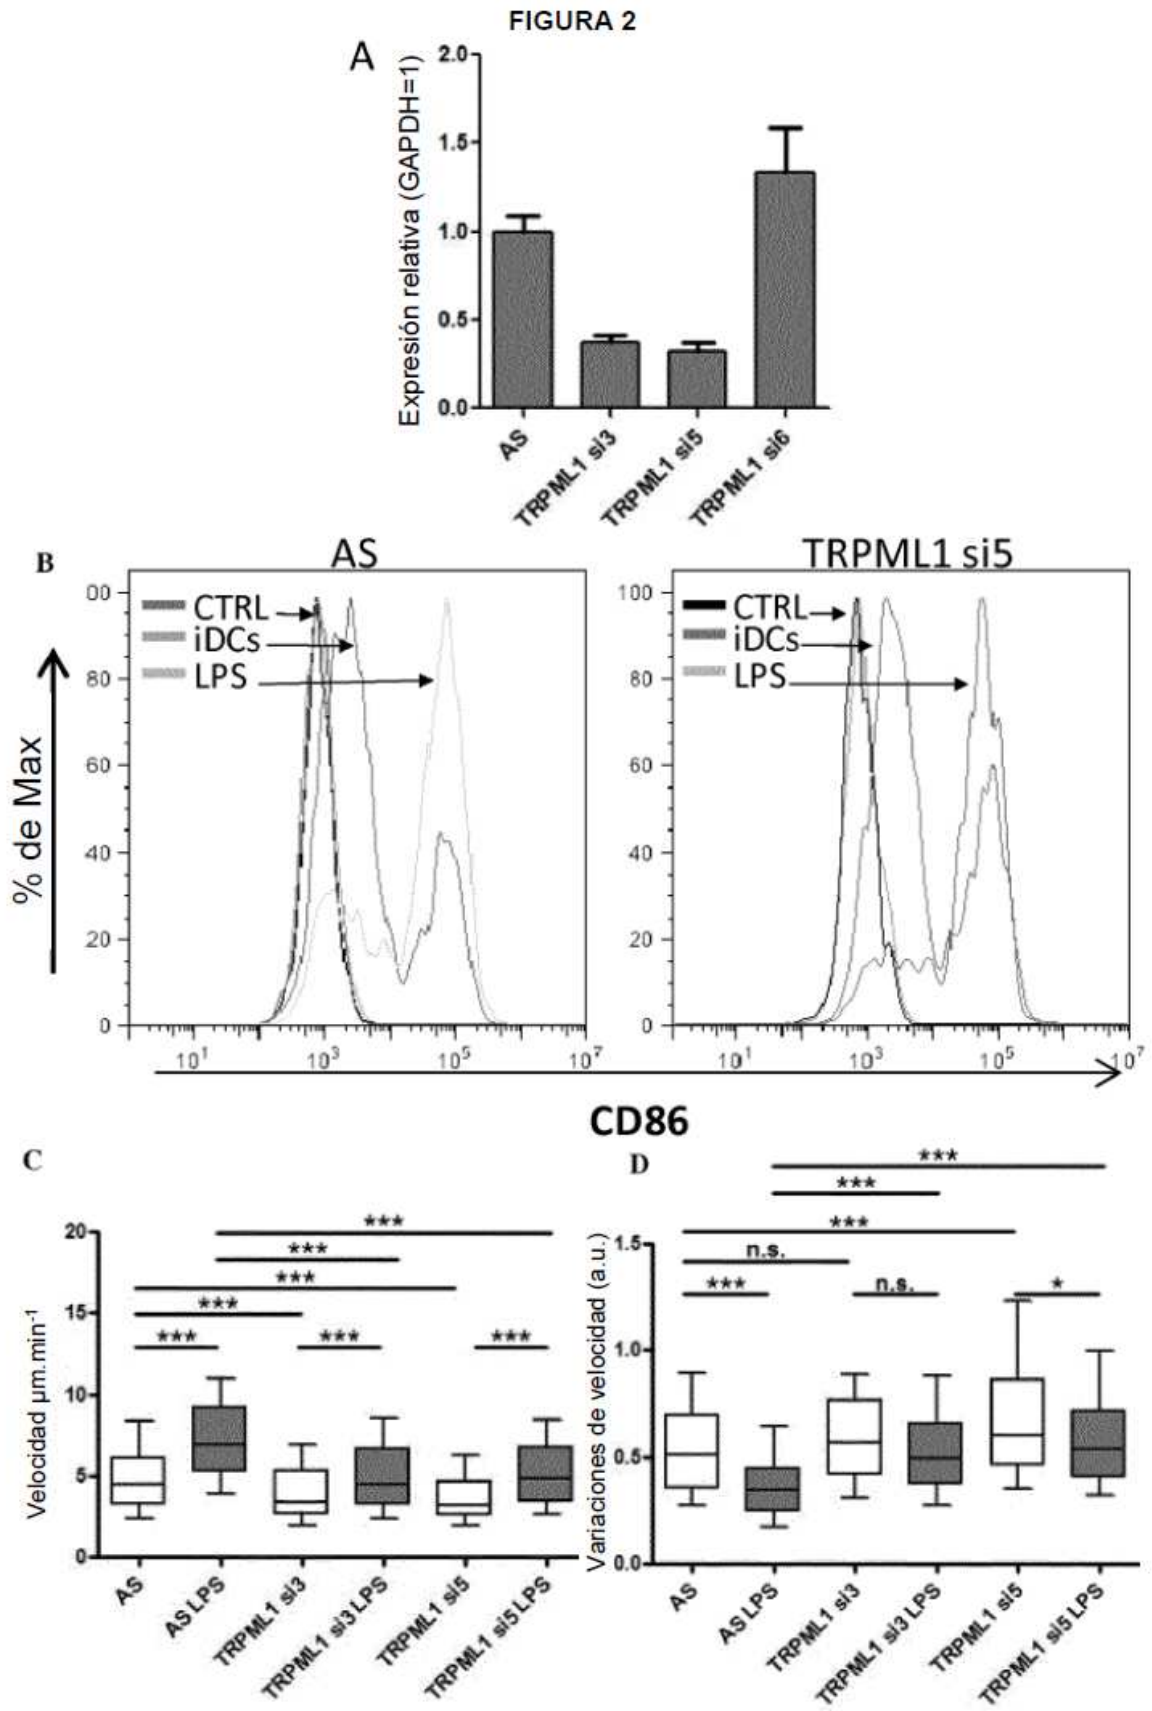 FIGURA 2
A
Expresión relativa (GAPDH=1)
2.0
1.5
1.0
0.5
0.0
AS
TRPML1 si3
TRPML1 si5
TRPML1 si6
B
AS
TRPML1 si5
% de Max
00
80
60
40
20
0
CTRL
iDCs
LPS
10¹
10³
10⁵
10⁷
100
80
60
40
20
0
CTRL
iDCs
LPS
10¹
10³
10⁵
10⁷
CD86
C
Velocidad µm.min⁻¹
20
15
10
5
0
***
***
***
***
*** *** ***
AS
AS LPS
TRPML1 si3
TRPML1 si3 LPS
TRPML1 si5
TRPML1 si5 LPS
D
Variaciones de velocidad (a.u.)
1.5
1.0
0.5
0.0
***
***
***
n.s.
*** n.s. *
AS
AS LPS
TRPML1 si3
TRPML1 si3 LPS
TRPML1 si5
TRPML1 si5 LPS